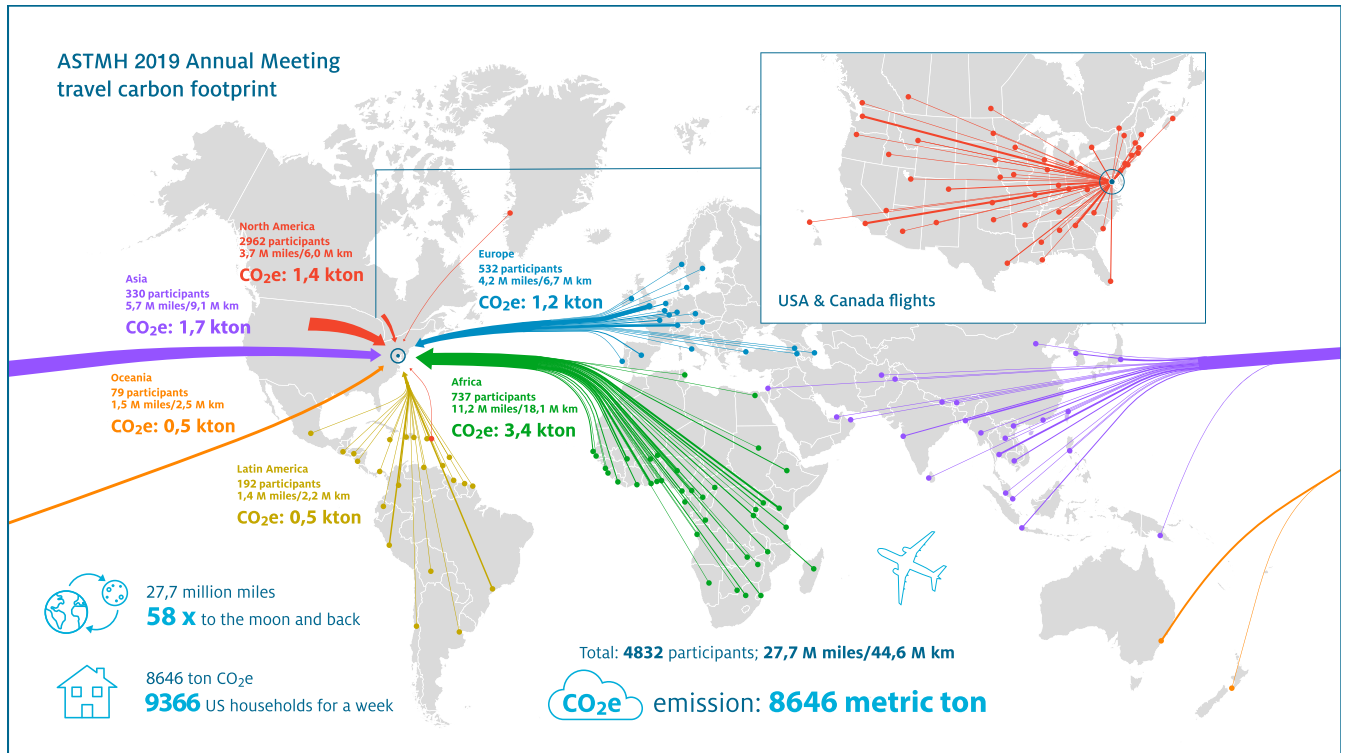 ASTMH 2019 Annual Meeting
travel carbon footprint
USA & Canada flights
North America
2962 participants
3,7 M miles/6,0 M km
CO₂e: 1,4 kton
Europe
532 participants
4,2 M miles/6,7 M km
CO₂e: 1,2 kton
Asia
330 participants
5,7 M miles/9,1 M km
CO₂e: 1,7 kton
Oceania
79 participants
1,5 M miles/2,5 M km
CO₂e: 0,5 kton
Africa
737 participants
11,2 M miles/18,1 M km
CO₂e: 3,4 kton
Latin America
192 participants
1,4 M miles/2,2 M km
CO₂e: 0,5 kton
27,7 million miles
58 x to the moon and back
8646 ton CO₂e
9366 US households for a week
Total: 4832 participants; 27,7 M miles/44,6 M km
CO₂e emission: 8646 metric ton